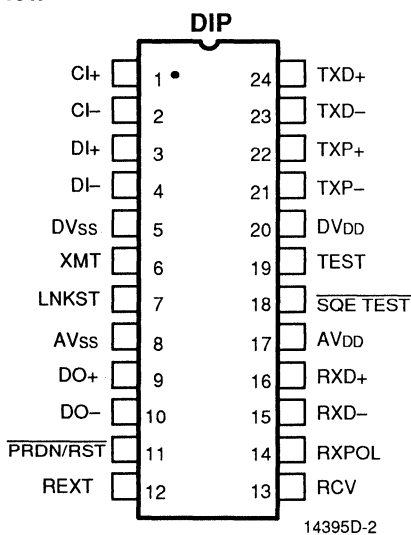 DIP
CI+ 1 24 TXD+
CI– 2 23 TXD–
DI+ 3 22 TXP+
DI– 4 21 TXP–
DVSS 5 20 DVDD
XMT 6 19 TEST
LNKST 7 18 SQE TEST
AVSS 8 17 AVDD
DO+ 9 16 RXD+
DO– 10 15 RXD–
PRDN/RST 11 14 RXPOL
REXT 12 13 RCV
14395D-2